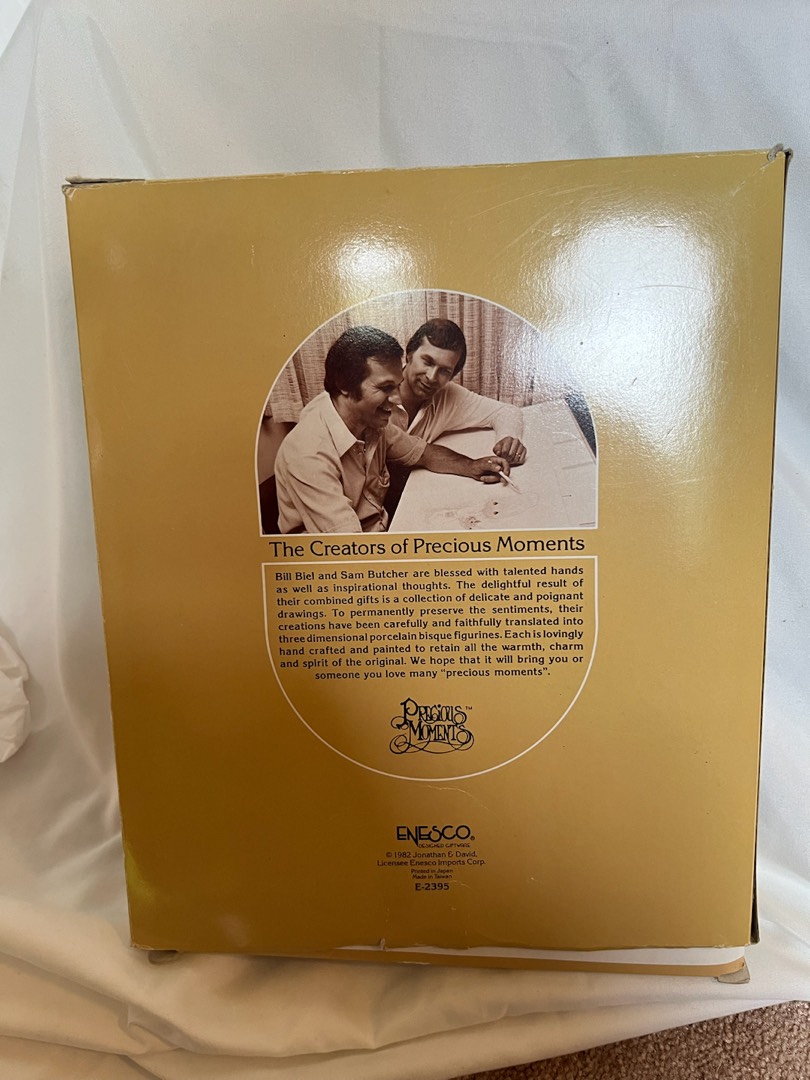 The Creators of Precious Moments
Bill Biel and Sam Butcher are blessed with talented hands
as well as inspirational thoughts. The delightful result of
their combined gifts is a collection of delicate and poignant
drawings. To permanently preserve the sentiments, their
creations have been carefully and faithfully translated into
three dimensional porcelain bisque figurines. Each is lovingly
hand crafted and painted to retain all the warmth, charm
and spirit of the original. We hope that it will bring you or
someone you love many "precious moments".
PRECIOUS™
MOMENTS
ENESCO®
DESIGNED GIFTWARE
© 1982 Jonathan & David,
Licensee Enesco Imports Corp.
Printed in Japan
Made in Taiwan
E-2395